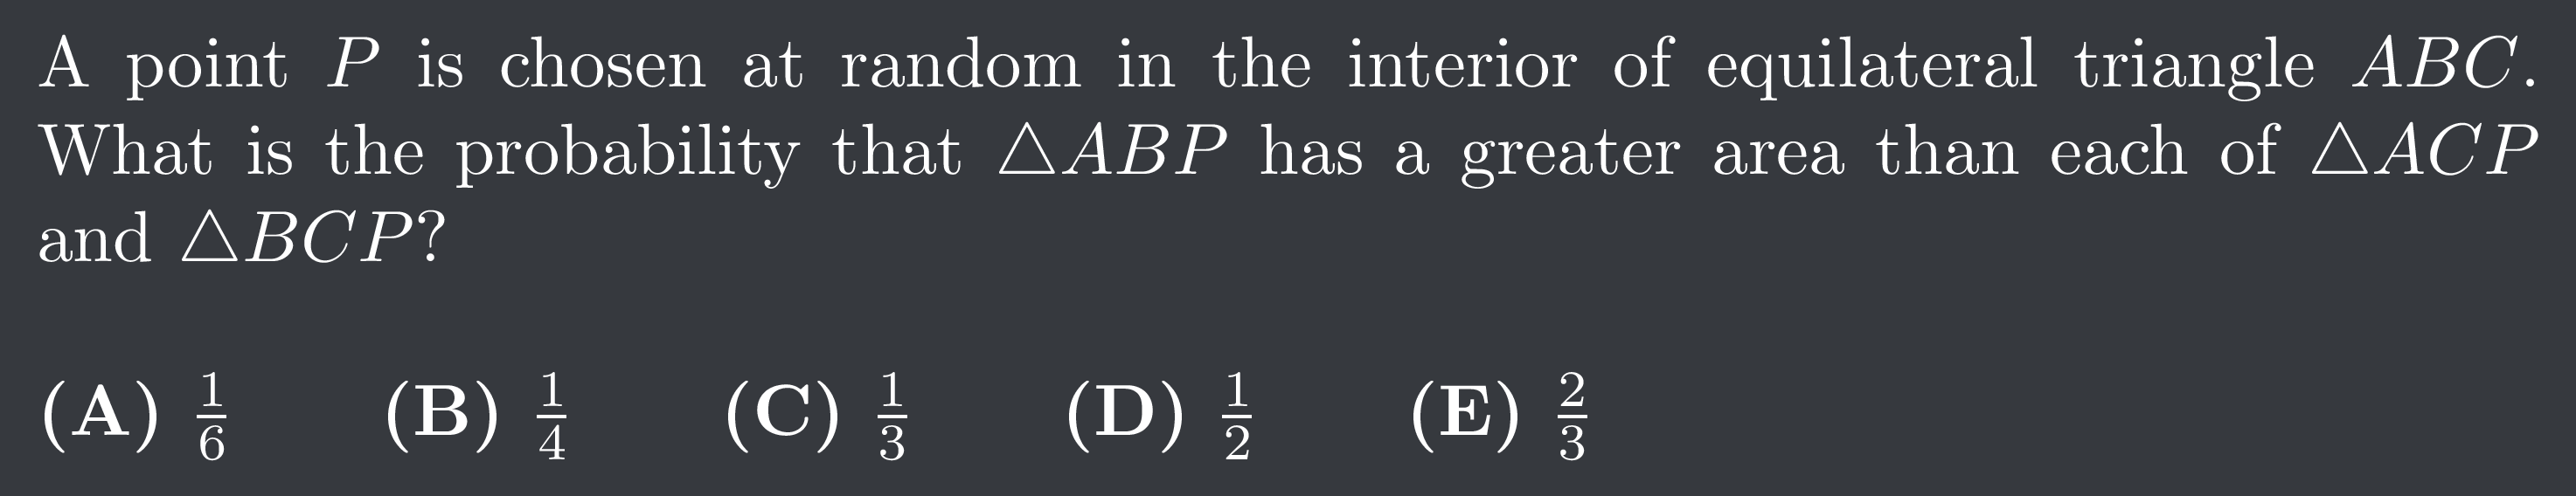 A point P is chosen at random in the interior of equilateral triangle ABC.
What is the probability that △ABP has a greater area than each of △ACP
and △BCP?
(A) 1/6 (B) 1/4 (C) 1/3 (D) 1/2 (E) 2/3